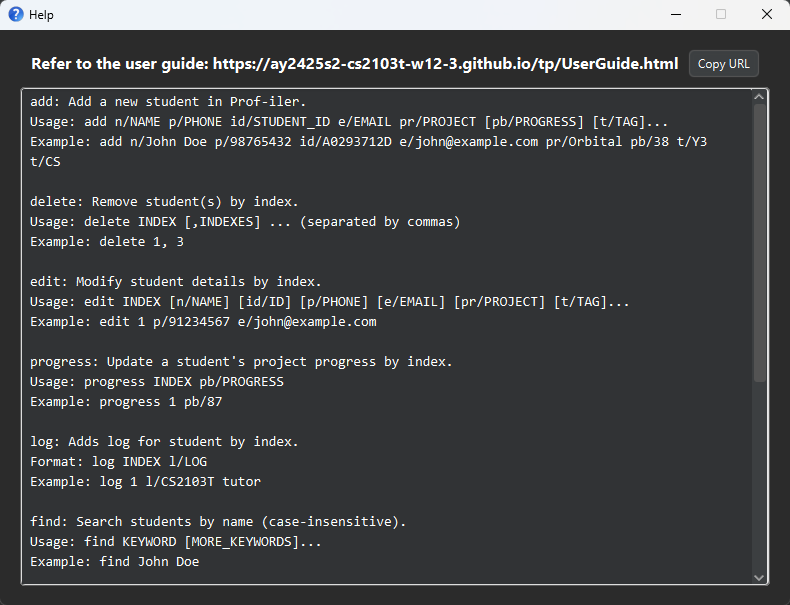 Help
Refer to the user guide: https://ay2425s2-cs2103t-w12-3.github.io/tp/UserGuide.html Copy URL
add: Add a new student in Prof-iler.
Usage: add n/NAME p/PHONE id/STUDENT_ID e/EMAIL pr/PROJECT [pb/PROGRESS] [t/TAG]...
Example: add n/John Doe p/98765432 id/A0293712D e/john@example.com pr/Orbital pb/38 t/Y3
t/CS
delete: Remove student(s) by index.
Usage: delete INDEX [,INDEXES] ... (separated by commas)
Example: delete 1, 3
edit: Modify student details by index.
Usage: edit INDEX [n/NAME] [id/ID] [p/PHONE] [e/EMAIL] [pr/PROJECT] [t/TAG]...
Example: edit 1 p/91234567 e/john@example.com
progress: Update a student's project progress by index.
Usage: progress INDEX pb/PROGRESS
Example: progress 1 pb/87
log: Adds log for student by index.
Format: log INDEX l/LOG
Example: log 1 l/CS2103T tutor
find: Search students by name (case-insensitive).
Usage: find KEYWORD [MORE_KEYWORDS]...
Example: find John Doe